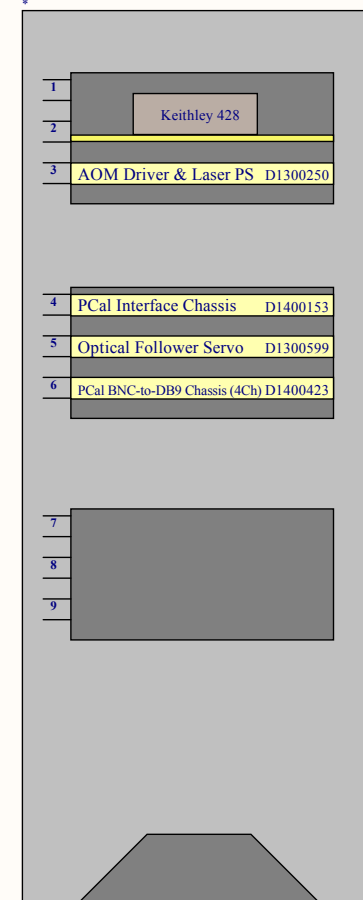 *
1
Keithley 428
2
3 AOM Driver & Laser PS D1300250
4 PCal Interface Chassis D1400153
5 Optical Follower Servo D1300599
6 PCal BNC-to-DB9 Chassis (4Ch) D1400423
7
8
9